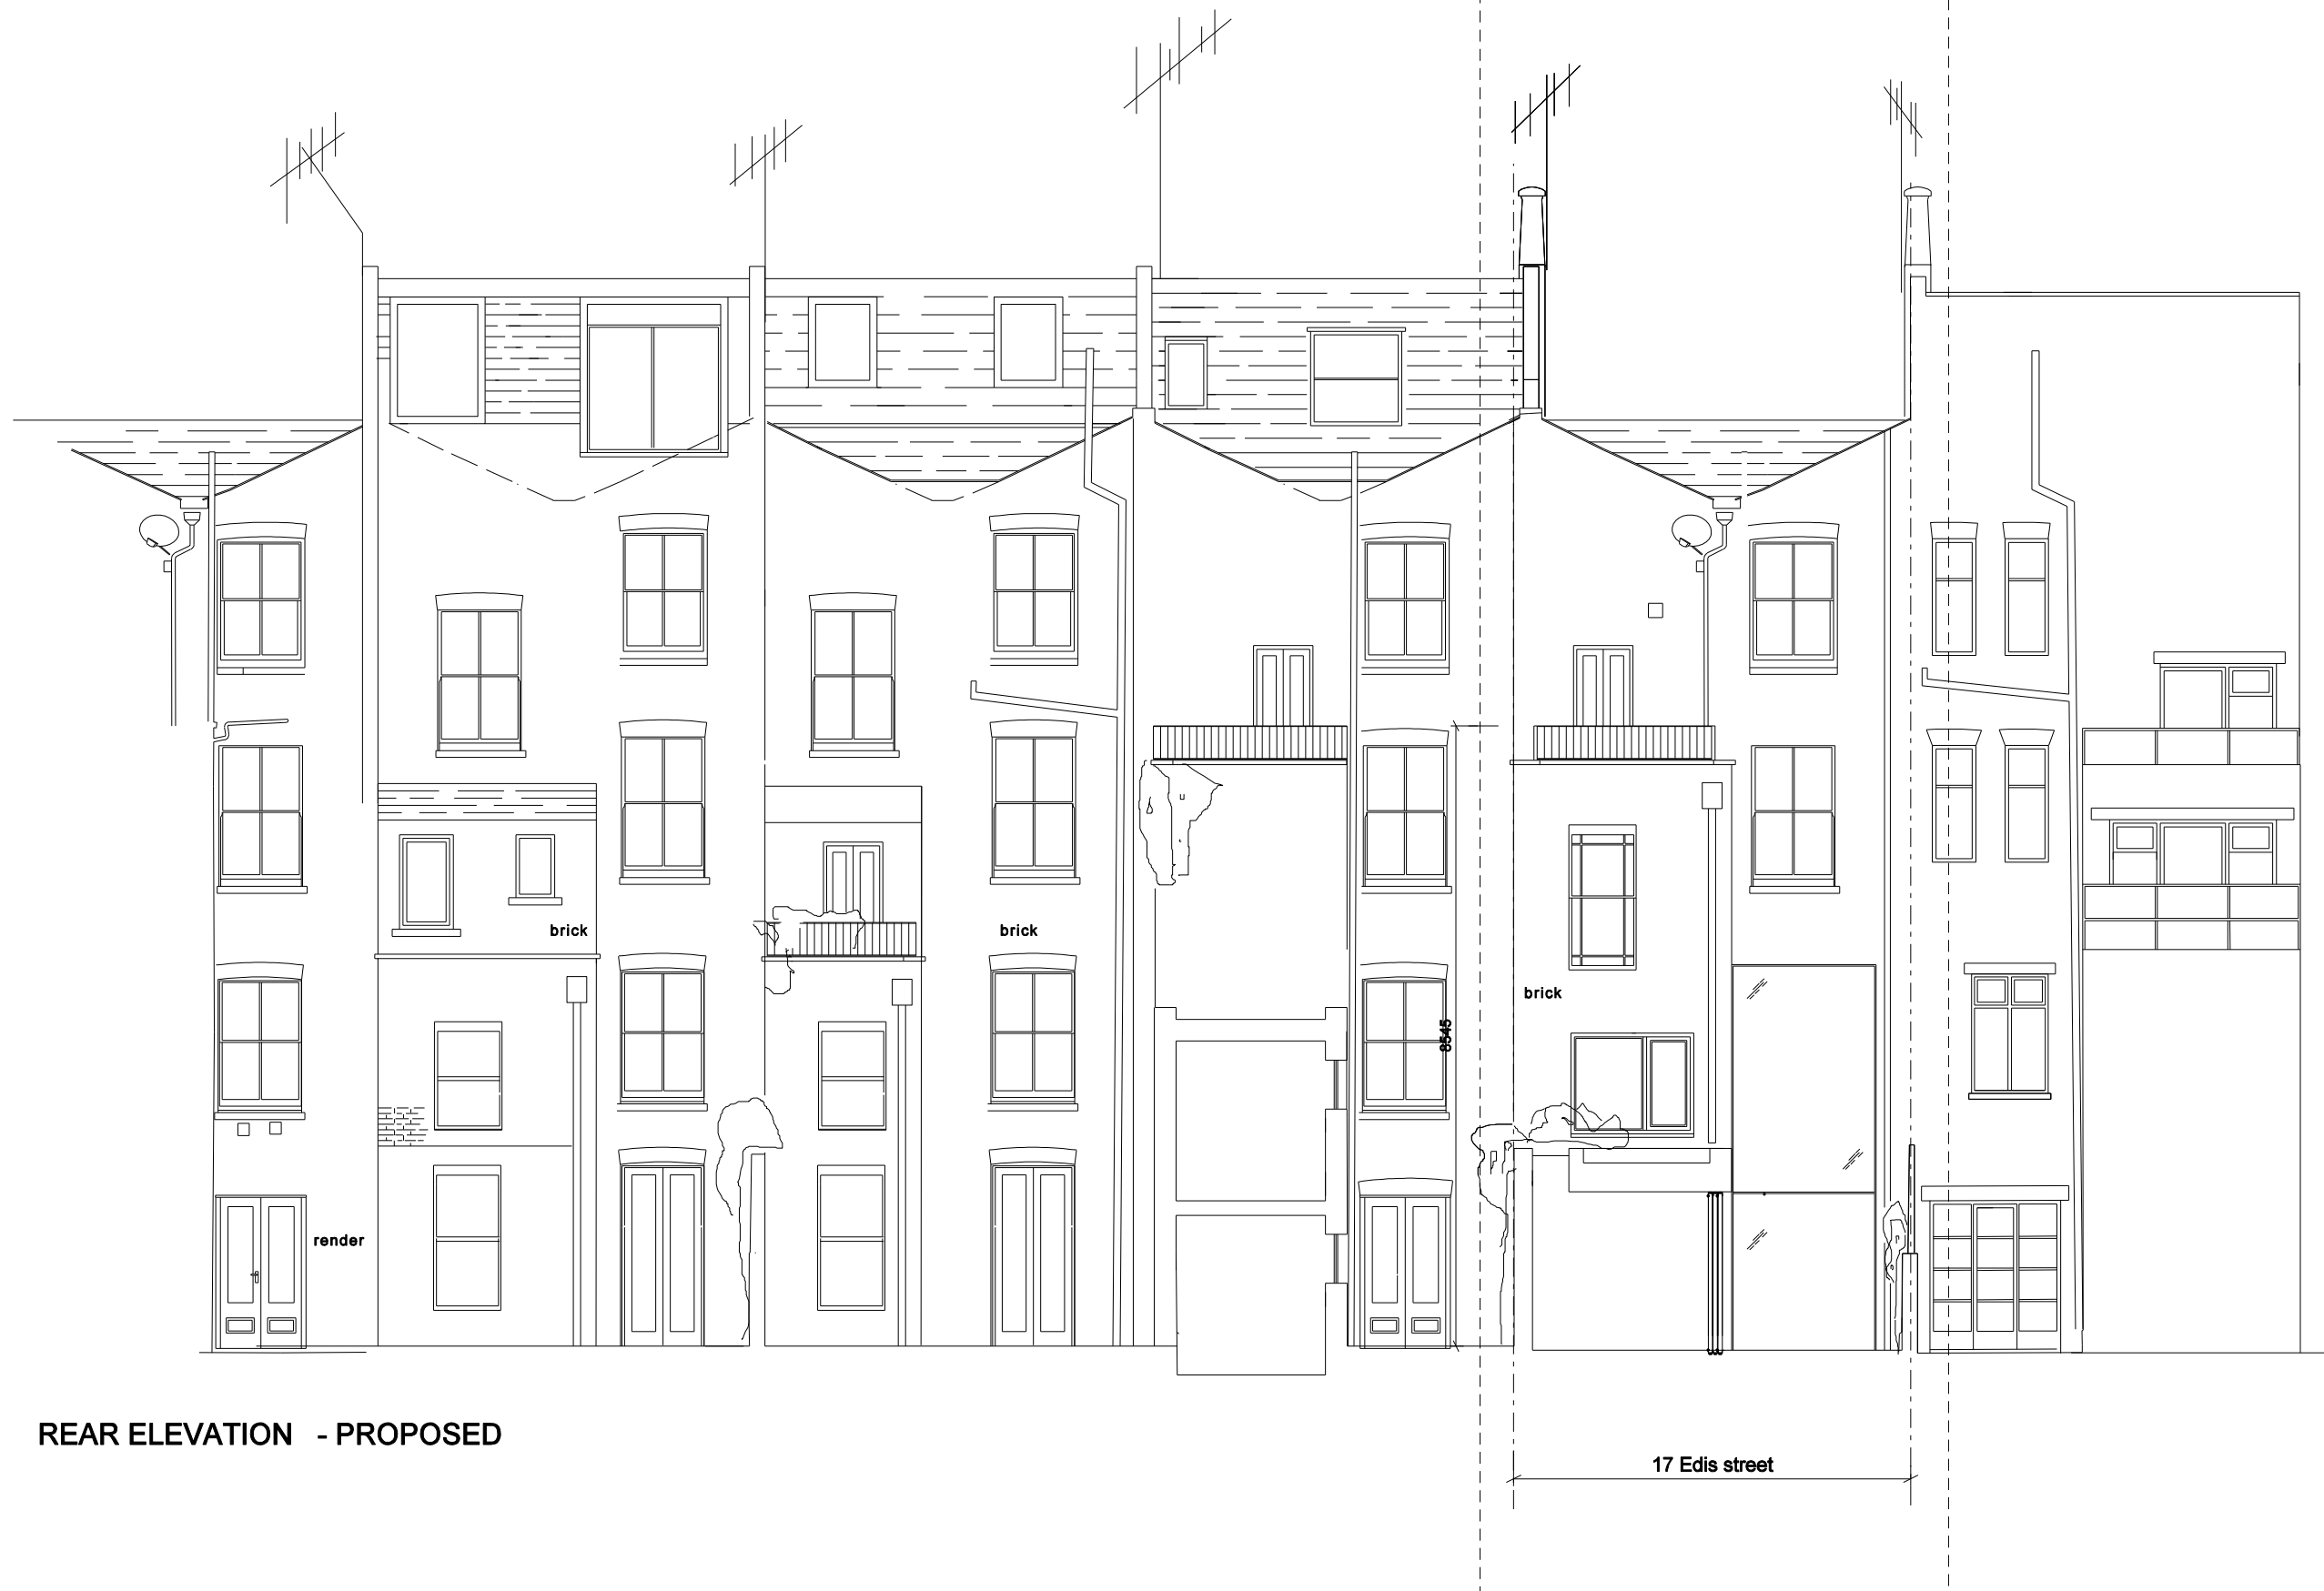 brick
brick
brick
8545
render
REAR ELEVATION - PROPOSED
17 Edis street